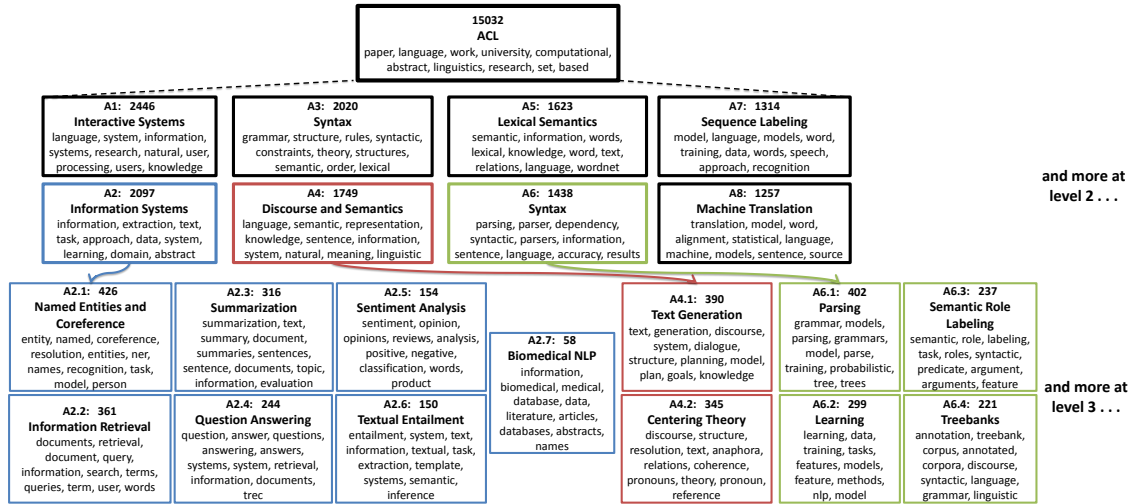 15032
ACL
paper, language, work, university, computational,
abstract, linguistics, research, set, based
A1: 2446
Interactive Systems
language, system, information,
systems, research, natural, user,
processing, users, knowledge
A3: 2020
Syntax
grammar, structure, rules, syntactic,
constraints, theory, structures,
semantic, order, lexical
A5: 1623
Lexical Semantics
semantic, information, words,
lexical, knowledge, word, text,
relations, language, wordnet
A7: 1314
Sequence Labeling
model, language, models, word,
training, data, words, speech,
approach, recognition
A2: 2097
Information Systems
information, extraction, text,
task, approach, data, system,
learning, domain, abstract
A4: 1749
Discourse and Semantics
language, semantic, representation,
knowledge, sentence, information,
system, natural, meaning, linguistic
A6: 1438
Syntax
parsing, parser, dependency,
syntactic, parsers, information,
sentence, language, accuracy, results
A8: 1257
Machine Translation
translation, model, word,
alignment, statistical, language,
machine, models, sentence, source
and more at
level 2 . . .
A2.1: 426
Named Entities and
Coreference
entity, named, coreference,
resolution, entities, ner,
names, recognition, task,
model, person
A2.3: 316
Summarization
summarization, text,
summary, document,
summaries, sentences,
sentence, documents, topic,
information, evaluation
A2.5: 154
Sentiment Analysis
sentiment, opinion,
opinions, reviews, analysis,
positive, negative,
classification, words,
product
A2.7: 58
Biomedical NLP
information,
biomedical, medical,
database, data,
literature, articles,
databases, abstracts,
names
A4.1: 390
Text Generation
text, generation, discourse,
system, dialogue,
structure, planning, model,
plan, goals, knowledge
A6.1: 402
Parsing
grammar, models,
parsing, grammars,
model, parse,
training, probabilistic,
tree, trees
A6.3: 237
Semantic Role
Labeling
semantic, role, labeling,
task, roles, syntactic,
predicate, argument,
arguments, feature
A2.2: 361
Information Retrieval
documents, retrieval,
document, query,
information, search, terms,
queries, term, user, words
A2.4: 244
Question Answering
question, answer, questions,
answering, answers,
systems, system, retrieval,
information, documents,
trec
A2.6: 150
Textual Entailment
entailment, system, text,
information, textual, task,
extraction, template,
systems, semantic,
inference
A4.2: 345
Centering Theory
discourse, structure,
resolution, text, anaphora,
relations, coherence,
pronouns, theory, pronoun,
reference
A6.2: 299
Learning
learning, data,
training, tasks,
features, models,
feature, methods,
nlp, model
A6.4: 221
Treebanks
annotation, treebank,
corpus, annotated,
corpora, discourse,
syntactic, language,
grammar, linguistic
and more at
level 3 . . .